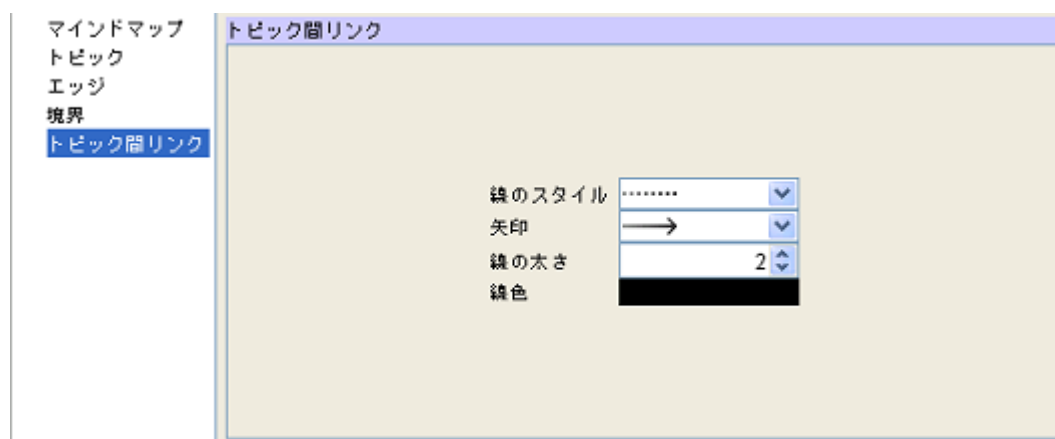 マインドマップ
トピック
エッジ
境界
トピック間リンク
トピック間リンク
線のスタイル
矢印
線の太さ 2
線色